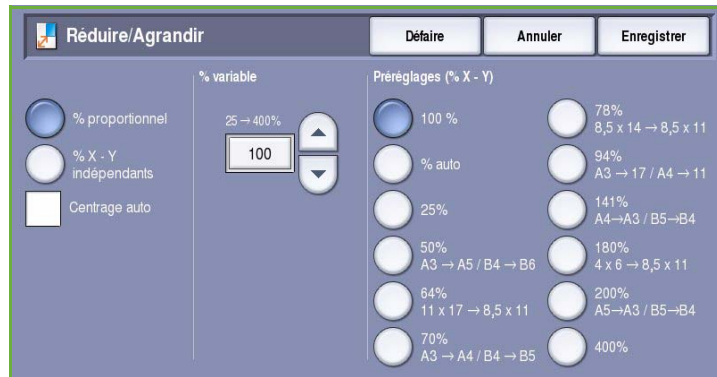 Réduire/Agrandir
Défaire
Annuler
Enregistrer
% proportionnel
% X - Y
indépendants
Centrage auto
% variable
25 → 400%
100
Préréglages (% X - Y)
100 %
% auto
25%
50%
A3 → A5 / B4 → B6
64%
11 x 17 → 8,5 x 11
70%
A3 → A4 / B4 → B5
78%
8,5 x 14 → 8,5 x 11
94%
A3 → 17 / A4 → 11
141%
A4→A3 / B5→B4
180%
4 x 6 → 8,5 x 11
200%
A5→A3 / B5→B4
400%